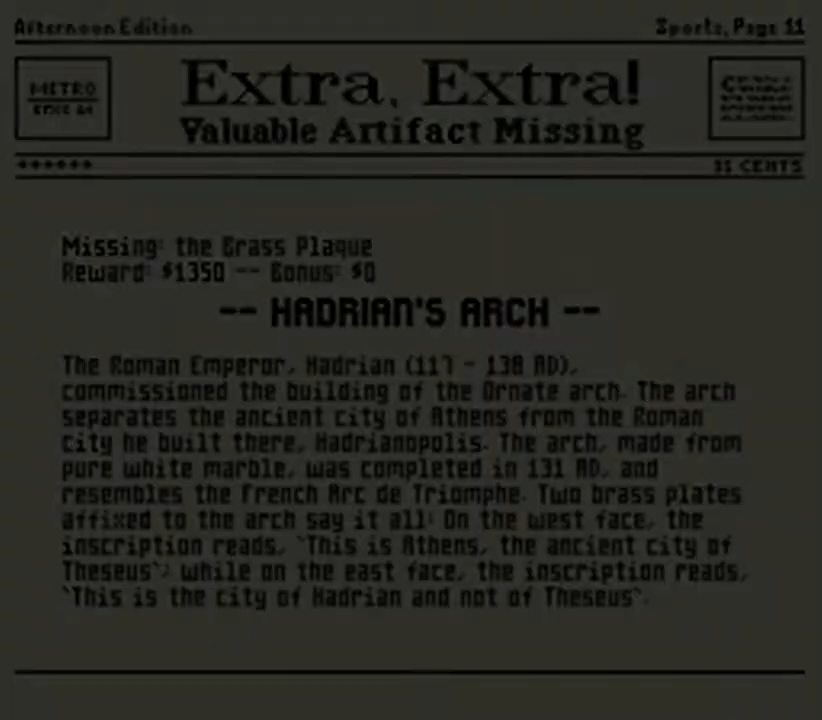 Afternoon Edition
Sports, Page 11
METRO
Extra, Extra!
Valuable Artifact Missing
35 CENTS
Missing: the Brass Plaque
Reward: $1350 -- Bonus: $0
-- HADRIAN'S ARCH --
The Roman Emperor, Hadrian (117 - 138 AD),
commissioned the building of the Ornate arch. The arch
separates the ancient city of Athens from the Roman
city he built there, Hadrianopolis. The arch, made from
pure white marble, was completed in 131 AD, and
resembles the French Arc de Triomphe. Two brass plates
affixed to the arch say it all: On the west face, the
inscription reads, `This is Athens, the ancient city of
Theseus`; while on the east face, the inscription reads,
`This is the city of Hadrian and not of Theseus`.